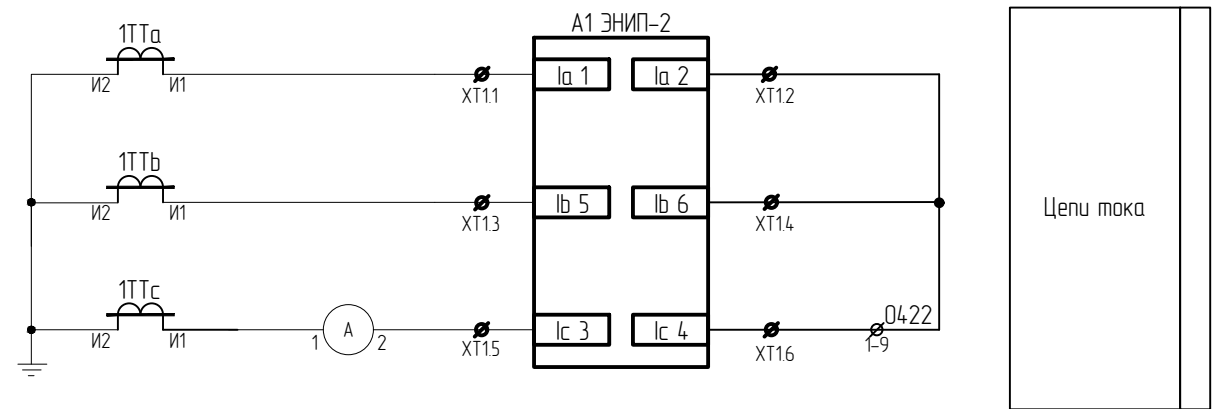 А1 ЭНИП-2
1ТТа
И2 И1 Ia 1 Ia 2
ХТ1.1 ХТ1.2
1ТТb
И2 И1 Ib 5 Ib 6
ХТ1.3 ХТ1.4
Цепи тока
1ТТс
И2 И1 1 А 2 Ic 3 Ic 4 0422
ХТ1.5 ХТ1.6 1-9